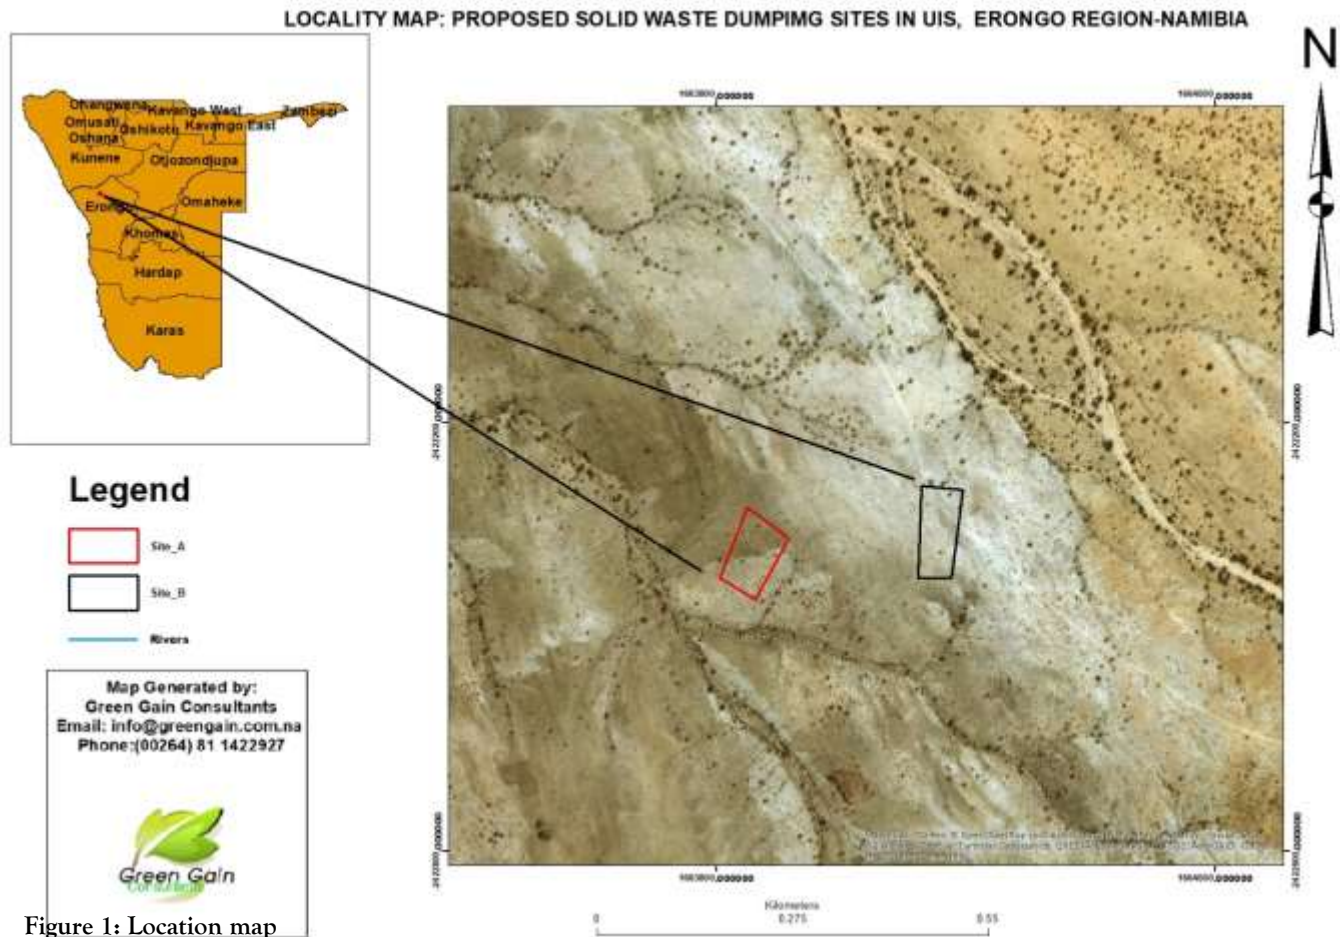 LOCALITY MAP: PROPOSED SOLID WASTE DUMPIMG SITES IN UIS, ERONGO REGION-NAMIBIA
N
Ohangwena
Kavango West
Zambezi
Omusati
Oshikoto
Kavango East
Oshana
Kunene
Otjozondjupa
Erongo
Omaheke
Khomas
Hardap
Karas
Legend
Site_A
Site_B
Rivers
Map Generated by:
Green Gain Consultants
Email: info@greengain.com.na
Phone:(00264) 81 1422927
Green Gain
Consultants
Kilometers
0 0.275 0.55
Figure 1: Location map